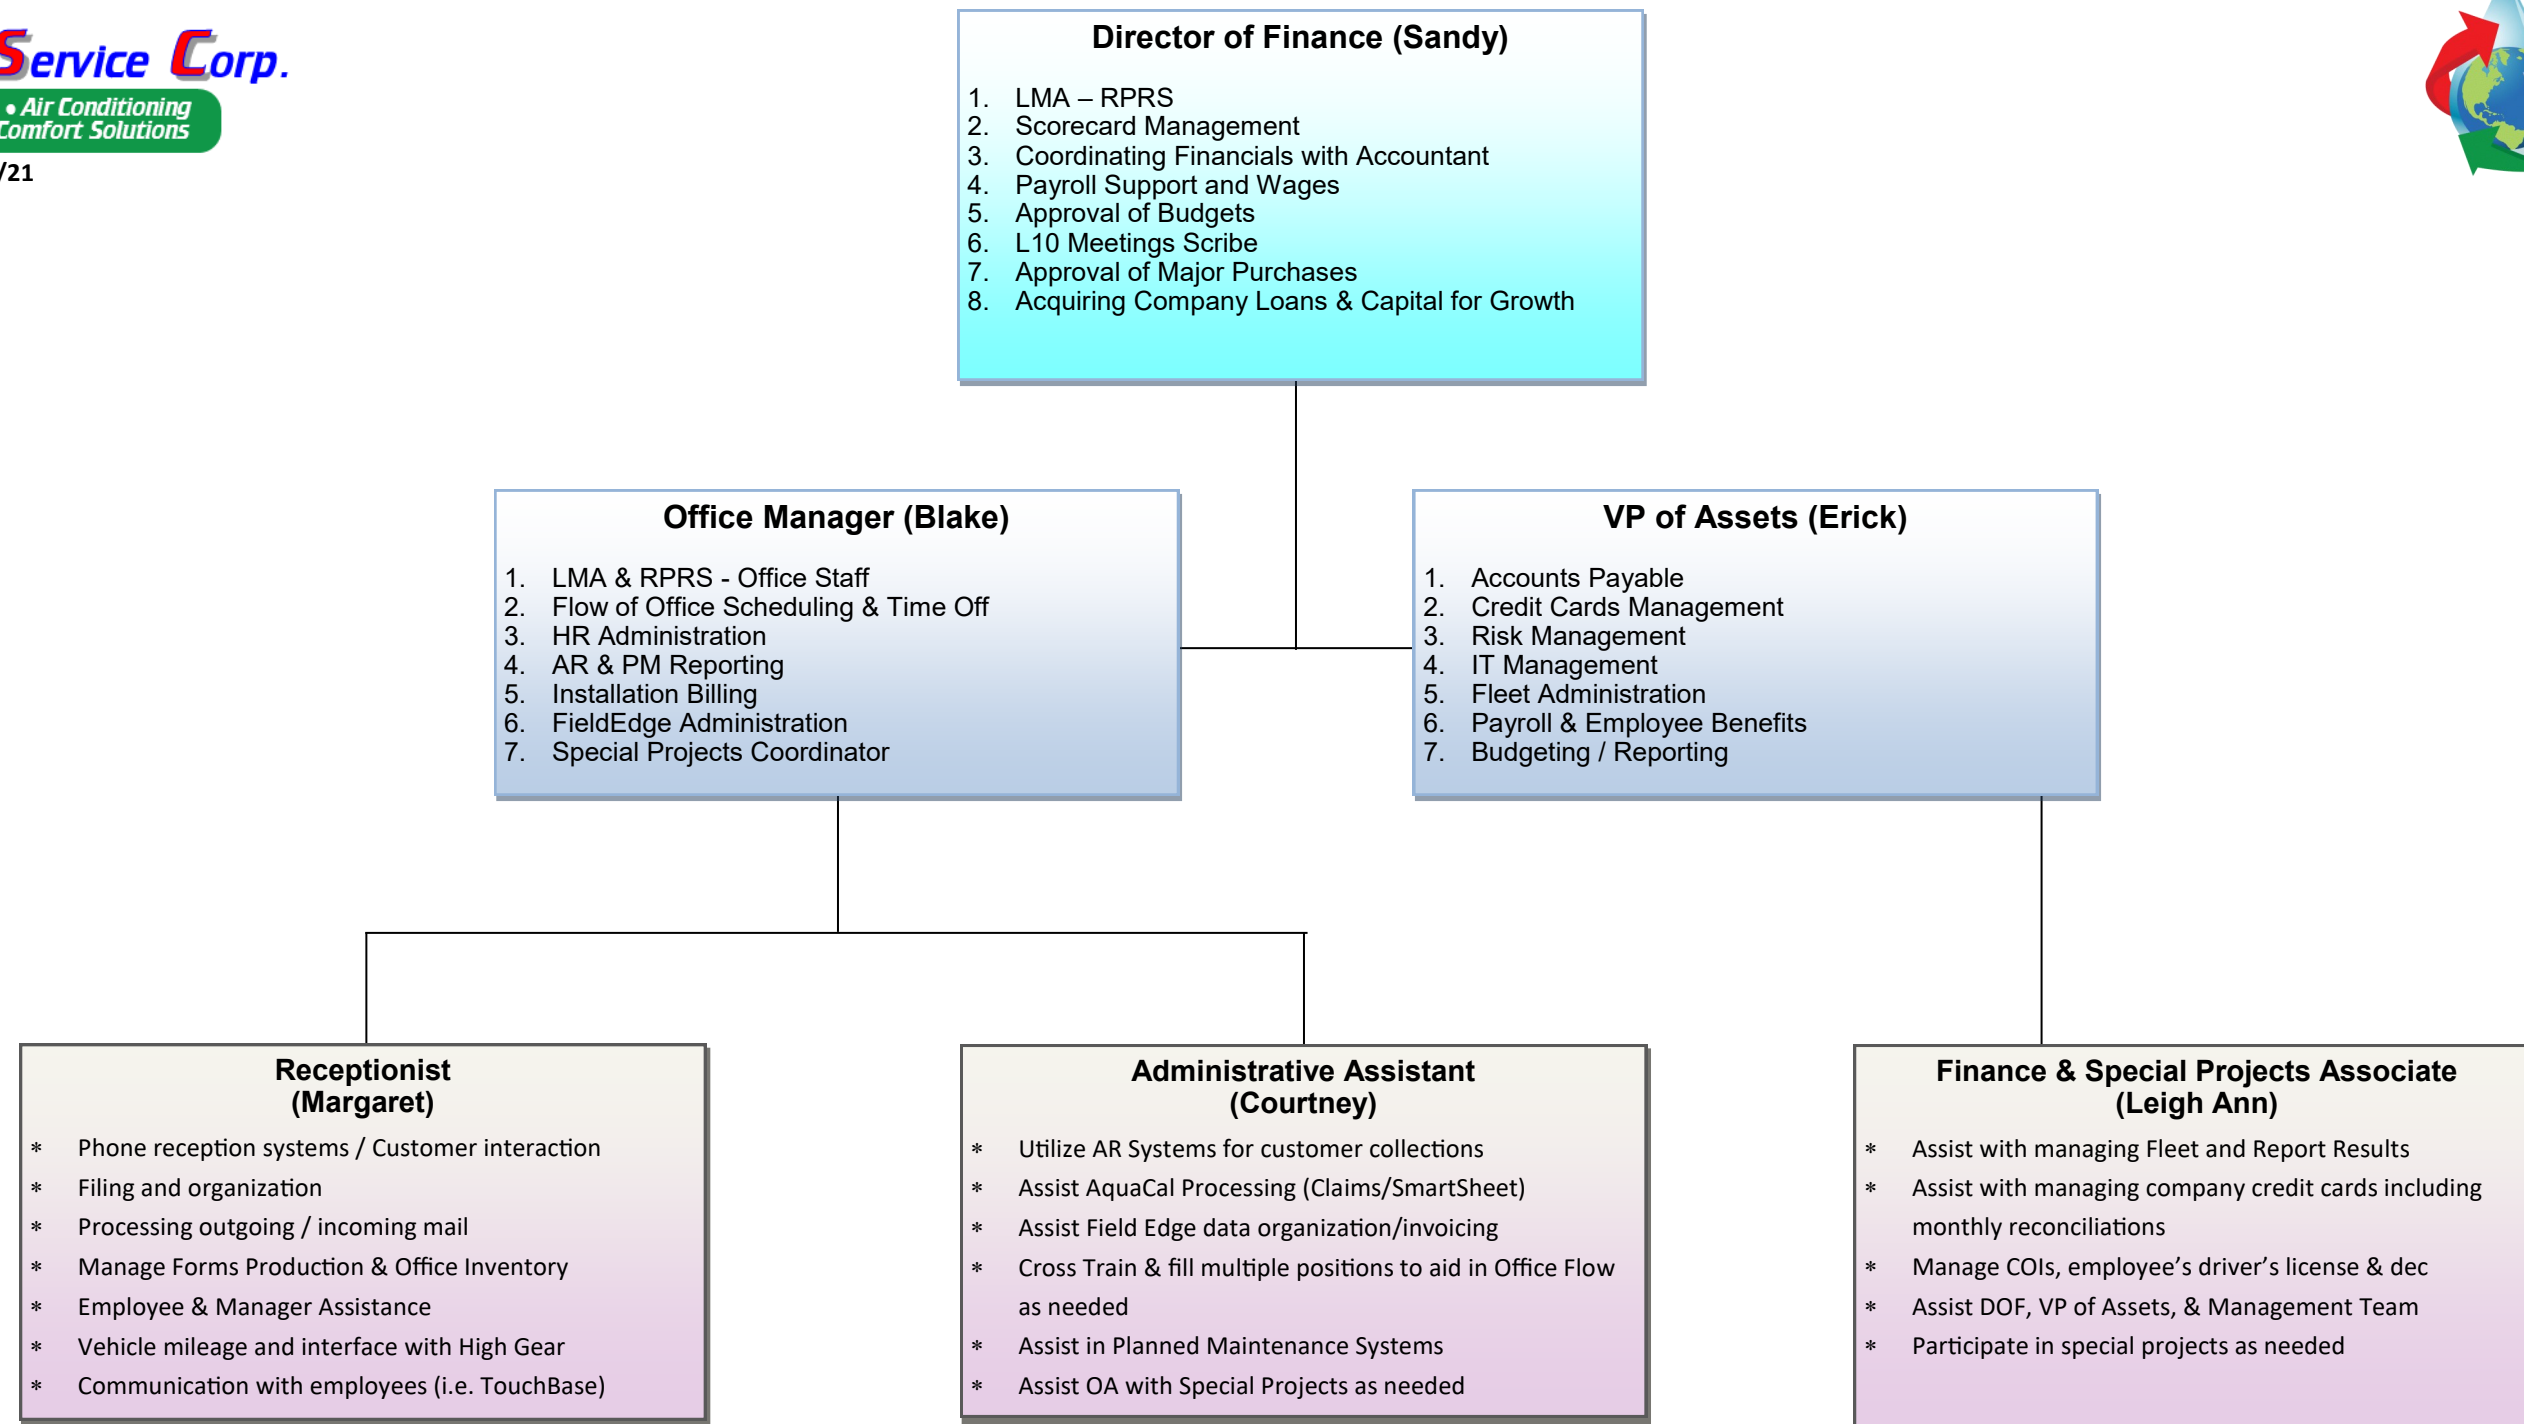 Service Corp.
• Air Conditioning
Comfort Solutions
/21
Director of Finance (Sandy)
1. LMA – RPRS
2. Scorecard Management
3. Coordinating Financials with Accountant
4. Payroll Support and Wages
5. Approval of Budgets
6. L10 Meetings Scribe
7. Approval of Major Purchases
8. Acquiring Company Loans & Capital for Growth
Office Manager (Blake)
1. LMA & RPRS - Office Staff
2. Flow of Office Scheduling & Time Off
3. HR Administration
4. AR & PM Reporting
5. Installation Billing
6. FieldEdge Administration
7. Special Projects Coordinator
VP of Assets (Erick)
1. Accounts Payable
2. Credit Cards Management
3. Risk Management
4. IT Management
5. Fleet Administration
6. Payroll & Employee Benefits
7. Budgeting / Reporting
Receptionist
(Margaret)
* Phone reception systems / Customer interaction
* Filing and organization
* Processing outgoing / incoming mail
* Manage Forms Production & Office Inventory
* Employee & Manager Assistance
* Vehicle mileage and interface with High Gear
* Communication with employees (i.e. TouchBase)
Administrative Assistant
(Courtney)
* Utilize AR Systems for customer collections
* Assist AquaCal Processing (Claims/SmartSheet)
* Assist Field Edge data organization/invoicing
* Cross Train & fill multiple positions to aid in Office Flow
as needed
* Assist in Planned Maintenance Systems
* Assist OA with Special Projects as needed
Finance & Special Projects Associate
(Leigh Ann)
* Assist with managing Fleet and Report Results
* Assist with managing company credit cards including
monthly reconciliations
* Manage COIs, employee’s driver’s license & dec
* Assist DOF, VP of Assets, & Management Team
* Participate in special projects as needed